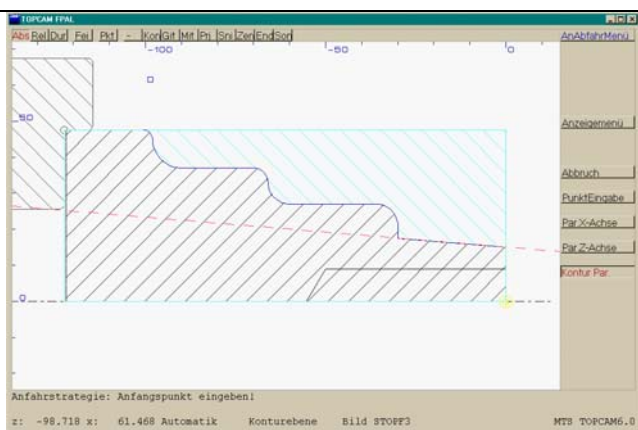 TOPCAM FPAL
Abs Rel Dur Fei Pkt - Kon Git Mit Pri Sni Zen End Son AnAbfahrMenü
-100 -50 0
50
Anzeigemenü
Abbruch
PunktEingabe
Par X-Achse
Par Z-Achse
Kontur Par.
0
Anfahrstrategie: Anfangspunkt eingeben!
z: -98.718 x: 61.468 Automatik Konturebene Bild STOPF3 MTS TOPCAM6.0